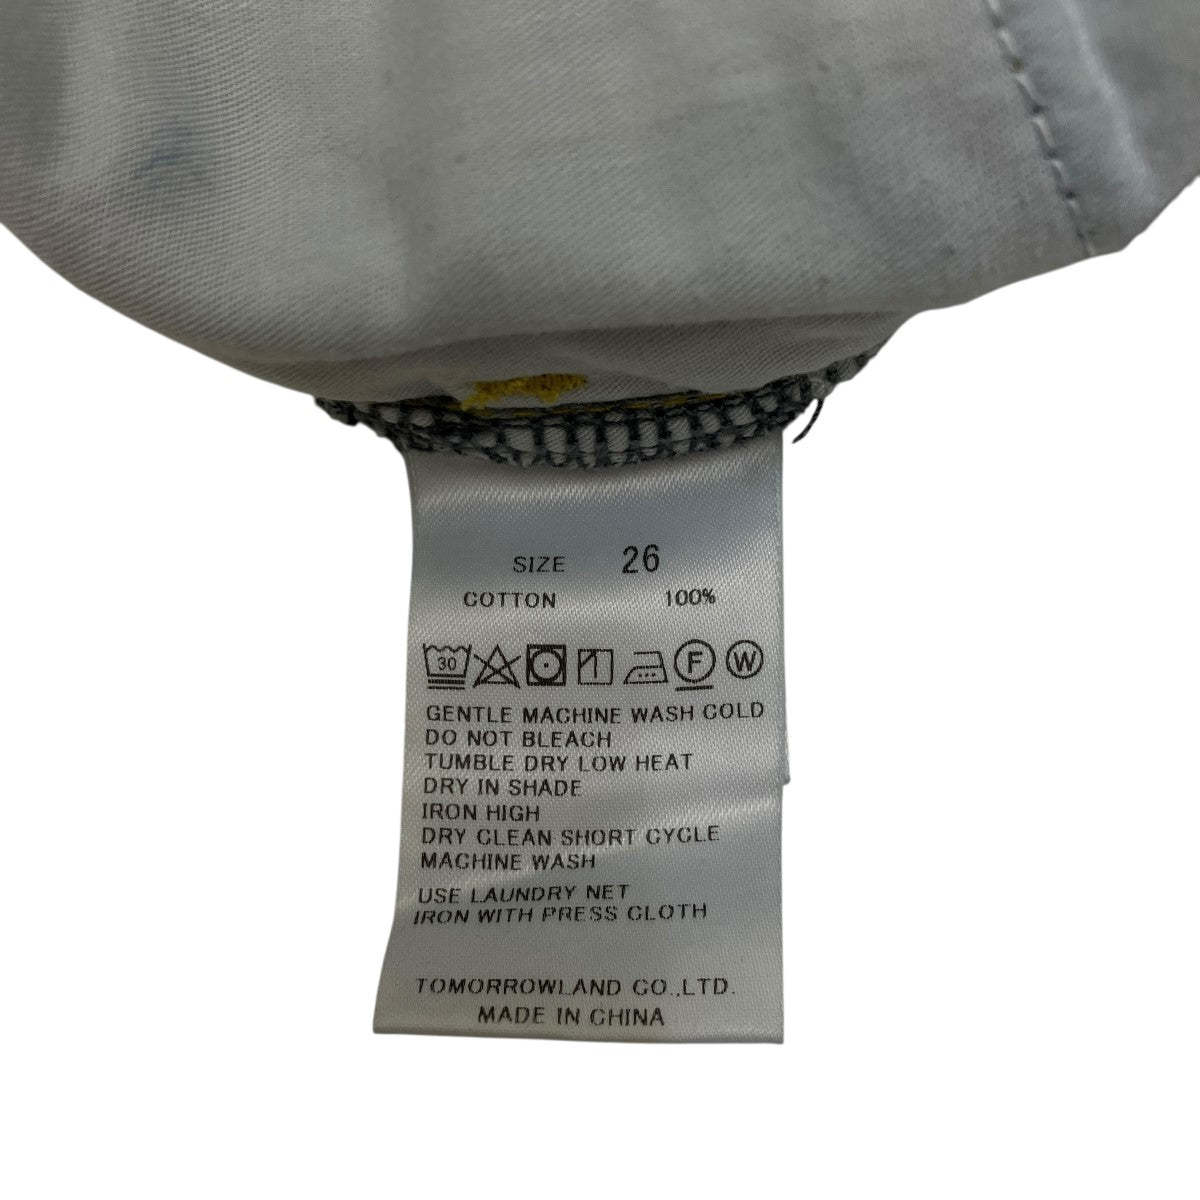 SIZE 26
COTTON 100%
30 F W
GENTLE MACHINE WASH COLD
DO NOT BLEACH
TUMBLE DRY LOW HEAT
DRY IN SHADE
IRON HIGH
DRY CLEAN SHORT CYCLE
MACHINE WASH
USE LAUNDRY NET
IRON WITH PRESS CLOTH
TOMORROWLAND CO.,LTD.
MADE IN CHINA